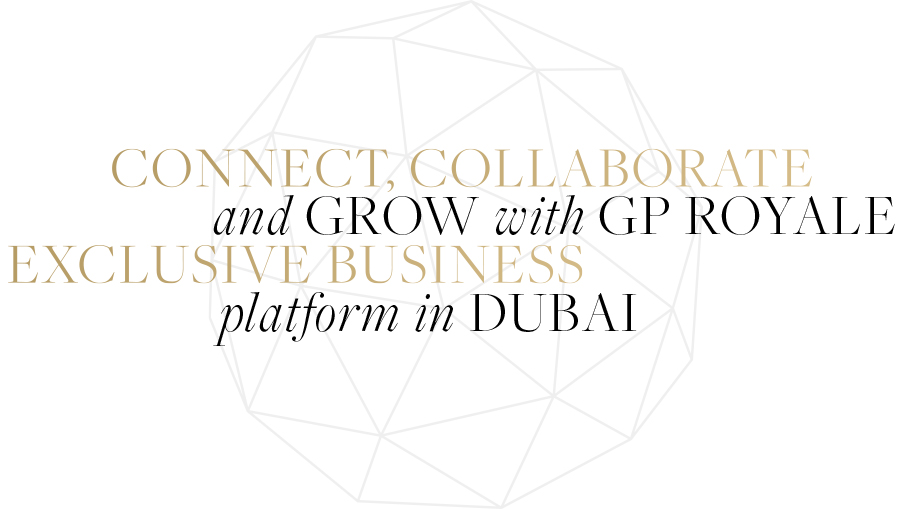 CONNECT, COLLABORATE
and GROW with GP ROYALE
EXCLUSIVE BUSINESS
platform in DUBAI